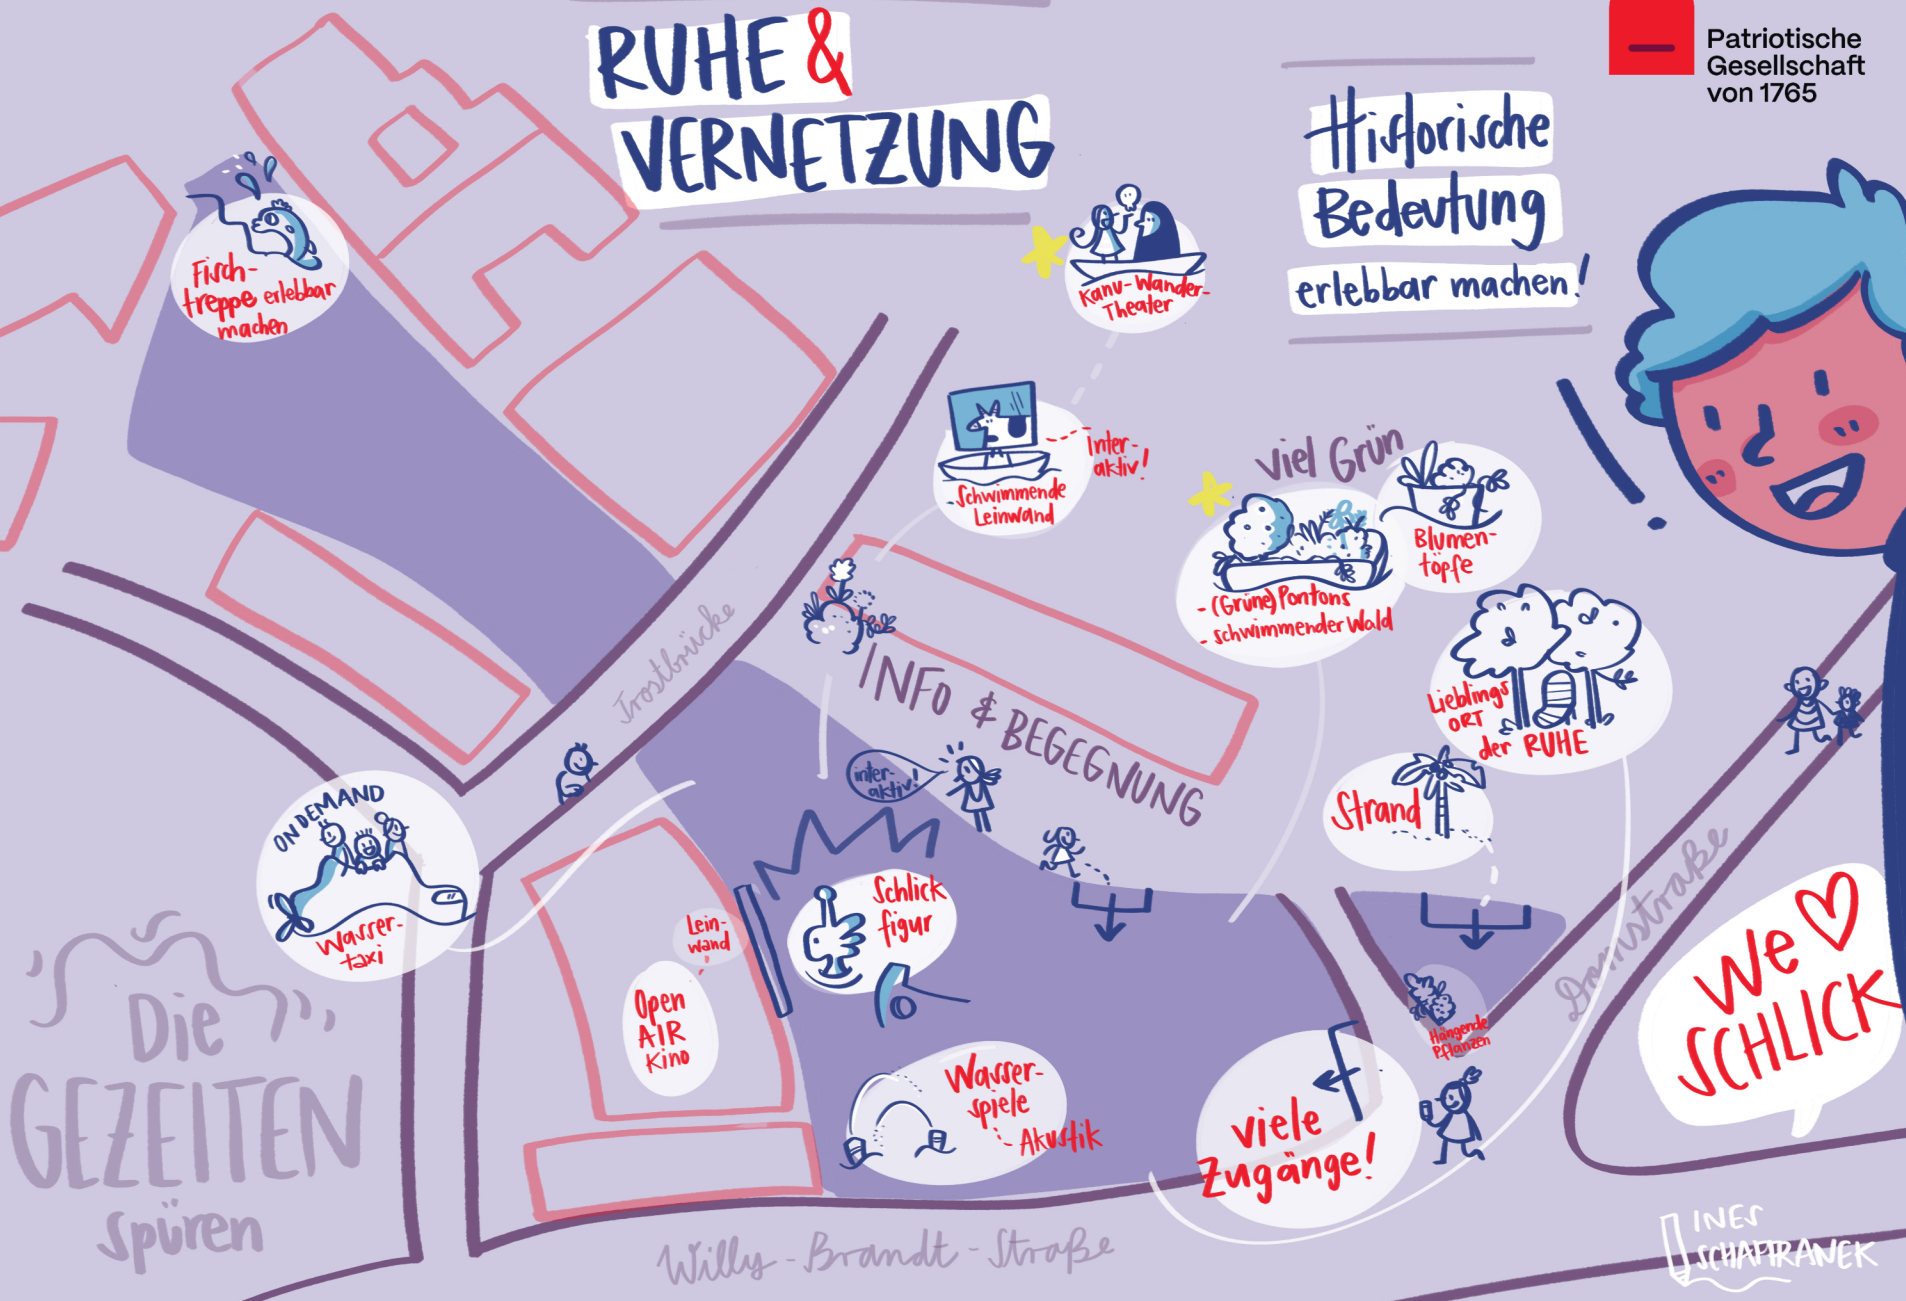 RUHE &
VERNETZUNG
Historische
Bedeutung
erlebbar machen!
Patriotische
Gesellschaft
von 1765
Fisch-
treppe erlebbar
machen
Kanu-Wander-
Theater
- Schwimmende
Leinwand
Inter-
aktiv!
viel Grün
- (Grüne) Pontons
- schwimmender Wald
Blumen-
töpfe
Lieblings
ORT
der RUHE
Strand
Trostbrücke
INFO & BEGEGNUNG
inter-
aktiv!
ON DEMAND
Wasser-
taxi
Lein-
wand
Open
AIR
Kino
Schlick
figur
Wasser-
spiele
- Akustik
viele
Zugänge!
Hängende
Pflanzen
Domstraße
WE
SCHLICK
Die
GEZEITEN
spüren
Willy-Brandt-Straße
INES
SCHAFFRANEK